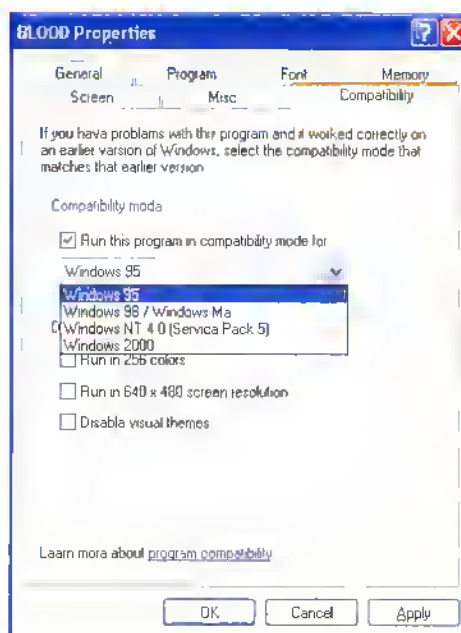 BLOOD Properties
General Program Font Memory
Screen Misc Compatibility
If you have problems with this program and it worked correctly on
an earlier version of Windows, select the compatibility mode that
matches that earlier version
Compatibility mode
Run this program in compatibility mode for
Windows 95
Windows 95
Windows 98 / Windows Me
Windows NT 4.0 (Service Pack 5)
Windows 2000
Run in 256 colors
Run in 640 x 480 screen resolution
Disable visual themes
Learn more about program compatibility
OK Cancel Apply